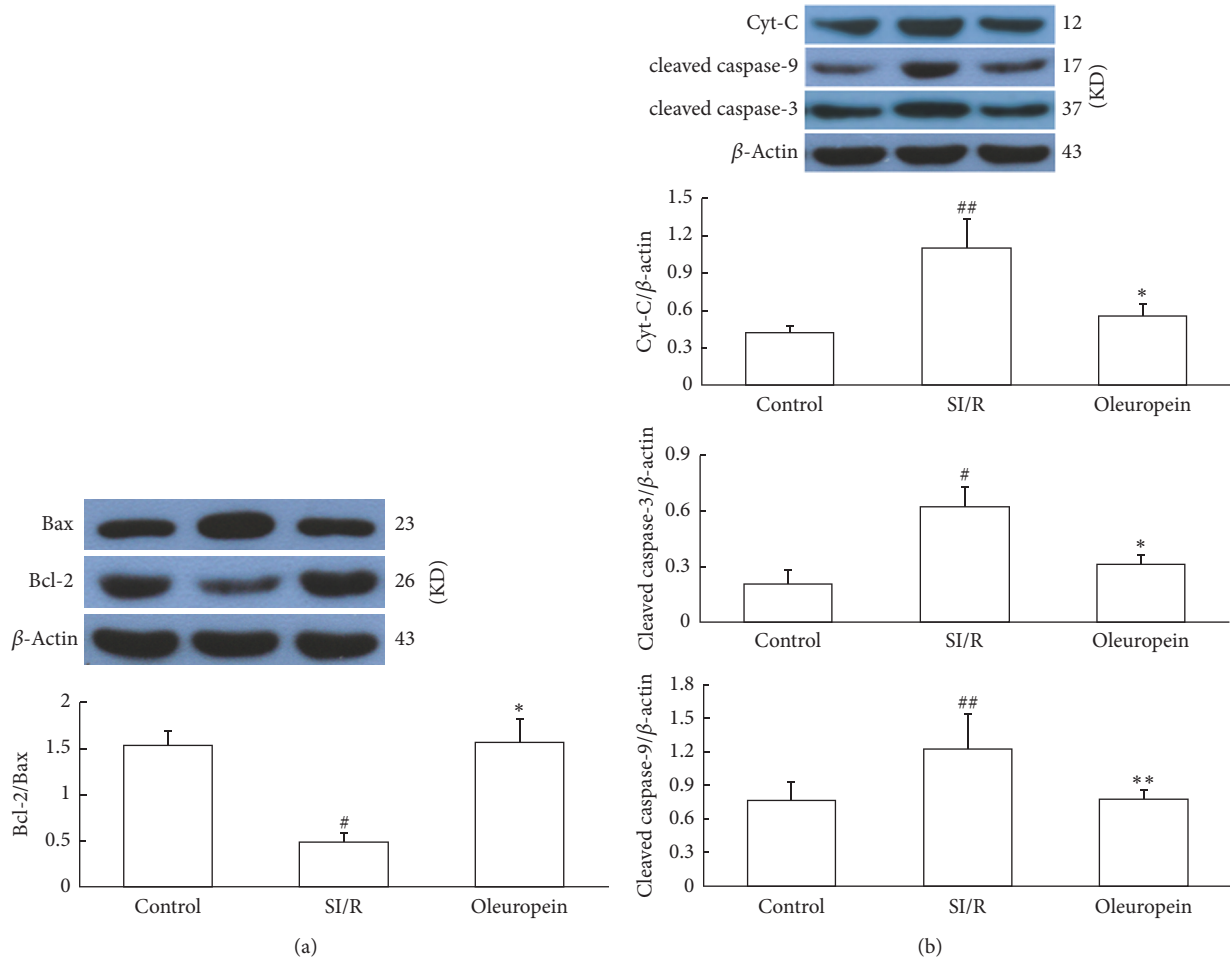 Bax 23
Bcl-2 26
β-Actin 43
(KD)
Bcl-2/Bax
2
1.5
1
0.5
0
#
*
Control SI/R Oleuropein
(a)
Cyt-C 12
cleaved caspase-9 17
cleaved caspase-3 37
β-Actin 43
(KD)
Cyt-C/β-actin
1.5
1.2
0.9
0.6
0.3
0
##
*
Control SI/R Oleuropein
Cleaved caspase-3/β-actin
0.9
0.6
0.3
0
#
*
Control SI/R Oleuropein
Cleaved caspase-9/β-actin
1.8
1.5
1.2
0.9
0.6
0.3
0
##
**
Control SI/R Oleuropein
(b)